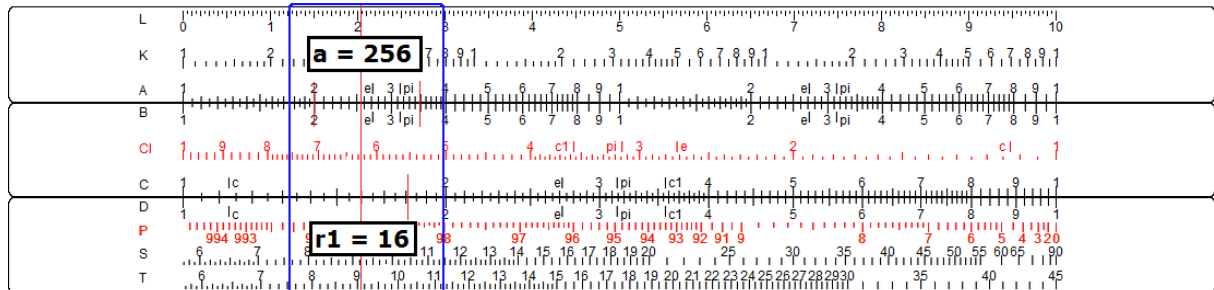 L 0 1 2 3 4 5 6 7 8 9 10
K 1 2 7 8 9 1 2 3 4 5 6 7 8 9 1 2 3 4 5 6 7 8 9 1
a = 256
A 1 2 e 3 pi 4 5 6 7 8 9 1 2 e 3 pi 4 5 6 7 8 9 1
B 1 2 e 3 pi 4 5 6 7 8 9 1 2 e 3 pi 4 5 6 7 8 9 1
CI 1 9 8 7 6 5 4 c1 pi 3 e 2 c 1
C 1 c 2 e 3 pi c1 4 5 6 7 8 9 1
D 1 c 2 e 3 pi c1 4 5 6 7 8 9 1
P 994 993 98 97 96 95 94 93 92 91 9 8 7 6 5 4 3 20
r1 = 16
S 6 7 8 11 12 13 14 15 16 17 18 19 20 25 30 35 40 45 50 55 60 65 90
T 6 7 8 9 10 11 12 13 14 15 16 17 18 19 20 21 22 23 24 25 26 27 28 29 30 35 40 45